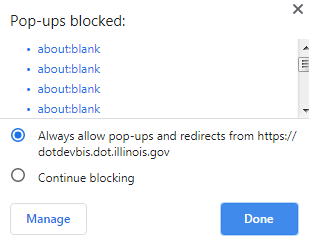 Pop-ups blocked:
• about:blank
• about:blank
• about:blank
• about:blank
Always allow pop-ups and redirects from https://
dotdevbis.dot.illinois.gov
Continue blocking
Manage
Done